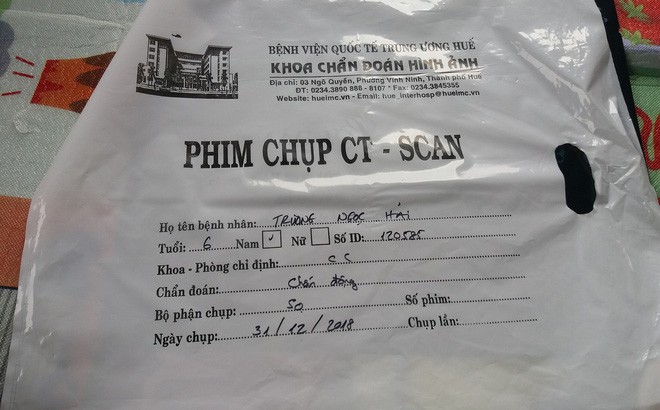 BỆNH VIỆN QUỐC TẾ TRUNG ƯƠNG HUẾ
KHOA CHẨN ĐOÁN HÌNH ẢNH
Địa chỉ: 03 Ngô Quyền, Phường Vĩnh Ninh, Thành phố Huế
ĐT: 0234.3890 888 - 8107 * Fax: 0234.3845355
Website: hueimc.vn - Email: hue_interhosp@hueimc.vn
PHIM CHỤP CT - SCAN
Họ tên bệnh nhân: TRƯƠNG NGỌC HẢI
Tuổi: 6 Nam ✓ Nữ Số ID: 120585
Khoa - Phòng chỉ định: CC
Chẩn đoán: Chấn động
Bộ phận chụp: SO Số phim:
Ngày chụp: 31/12/2018 Chụp lần: